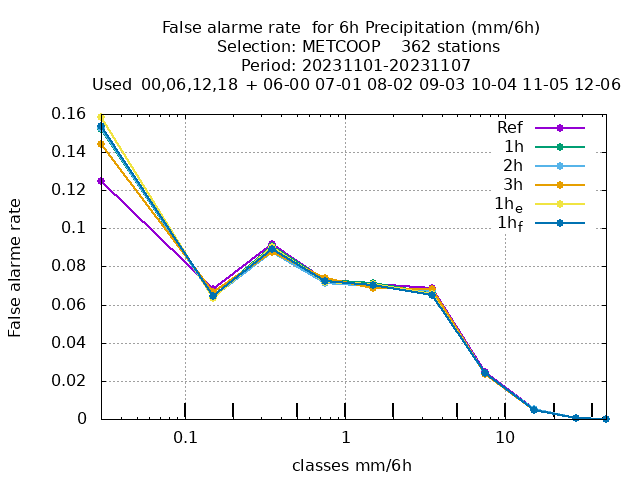 False alarme rate  for 6h Precipitation (mm/6h)
Selection: METCOOP    362 stations
Period: 20231101-20231107
Used  00,06,12,18  + 06-00 07-01 08-02 09-03 10-04 11-05 12-06
False alarme rate
0.16
0.14
0.12
0.1
0.08
0.06
0.04
0.02
0
Ref
1h
2h
3h
1he
1hf
0.1
1
10
classes mm/6h